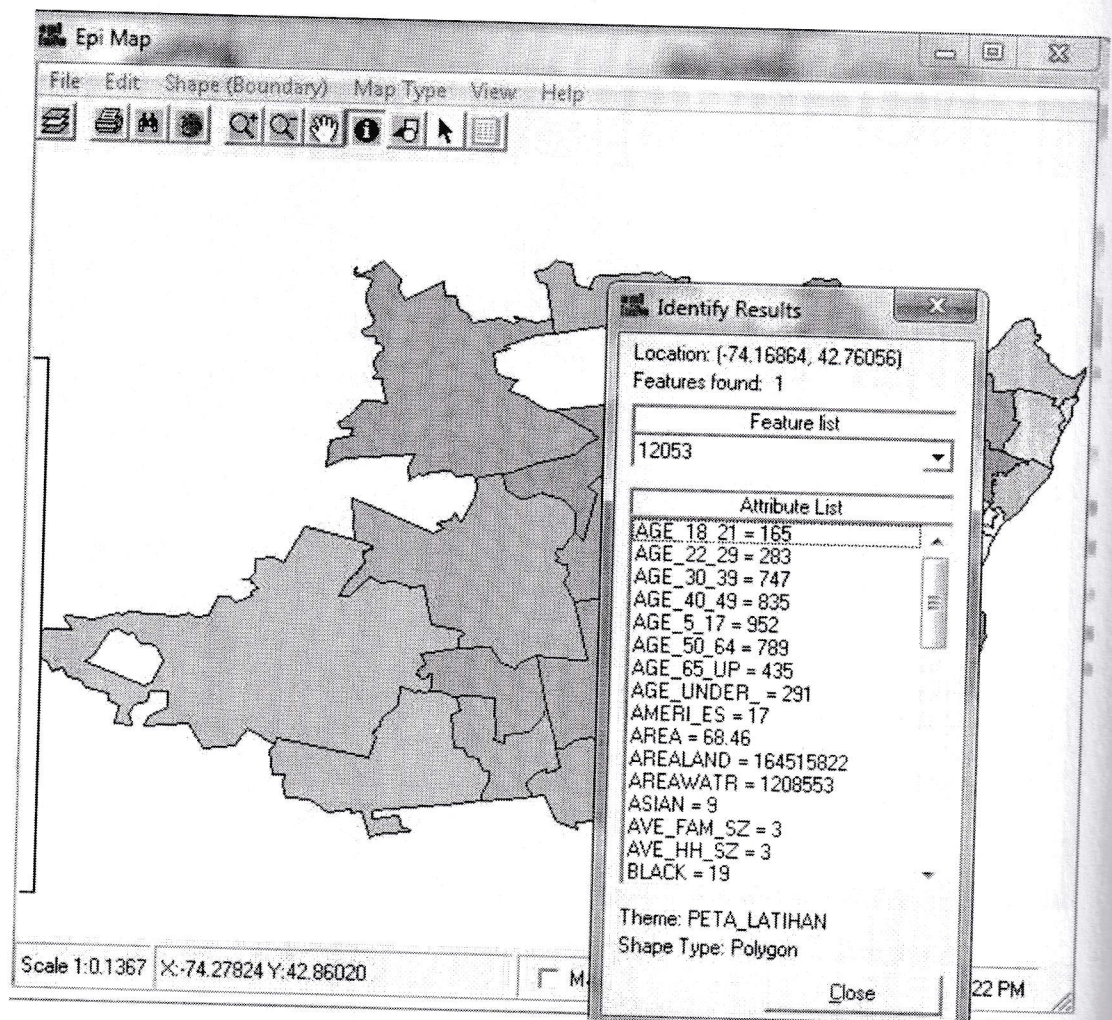 Epi Map
File Edit Shape (Boundary) Map Type View Help
Identify Results
Location: (-74.16864, 42.76056)
Features found: 1
Feature list
12053
Attribute List
AGE_18_21 = 165
AGE_22_29 = 283
AGE_30_39 = 747
AGE_40_49 = 835
AGE_5_17 = 952
AGE_50_64 = 789
AGE_65_UP = 435
AGE_UNDER_ = 291
AMERI_ES = 17
AREA = 68.46
AREALAND = 164515822
AREAWATR = 1208553
ASIAN = 9
AVE_FAM_SZ = 3
AVE_HH_SZ = 3
BLACK = 19
Theme: PETA_LATIHAN
Shape Type: Polygon
Close
Scale 1:0.1367 X:-74.27824 Y:42.86020 22 PM